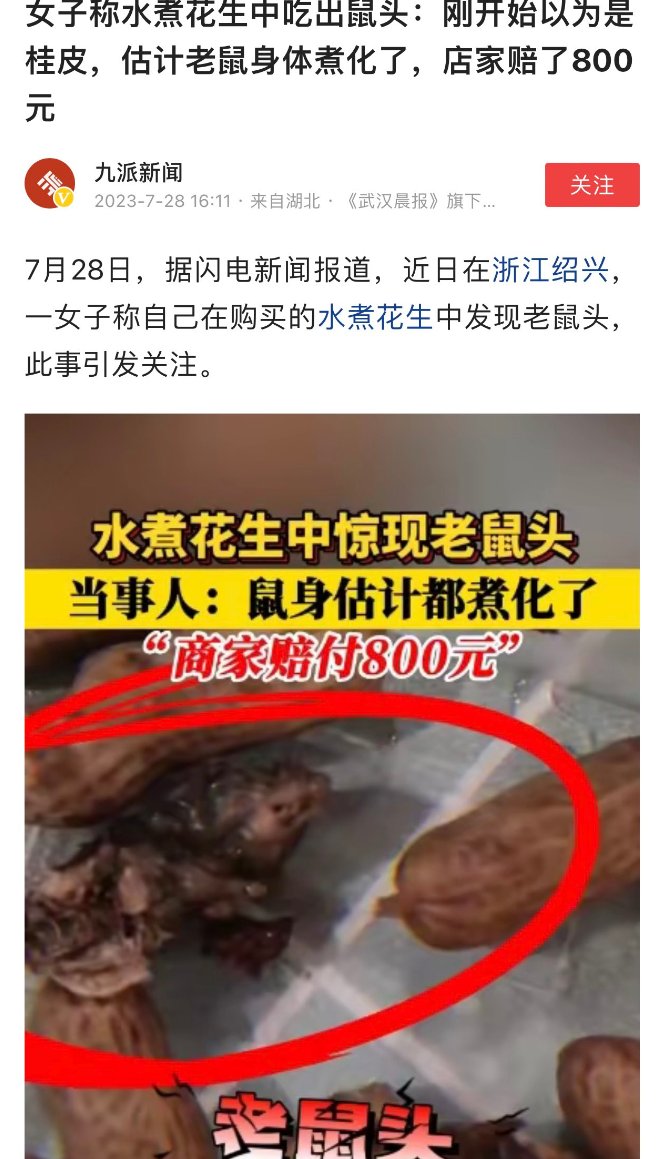 女子称水煮花生中吃出鼠头：刚开始以为是
桂皮，估计老鼠身体煮化了，店家赔了800
元
九派新闻
2023-7-28 16:11 · 来自湖北 · 《武汉晨报》旗下...
关注
7月28日，据闪电新闻报道，近日在浙江绍兴，
一女子称自己在购买的水煮花生中发现老鼠头，
此事引发关注。
水煮花生中惊现老鼠头
当事人：鼠身估计都煮化了
“商家赔付800元”
老鼠头